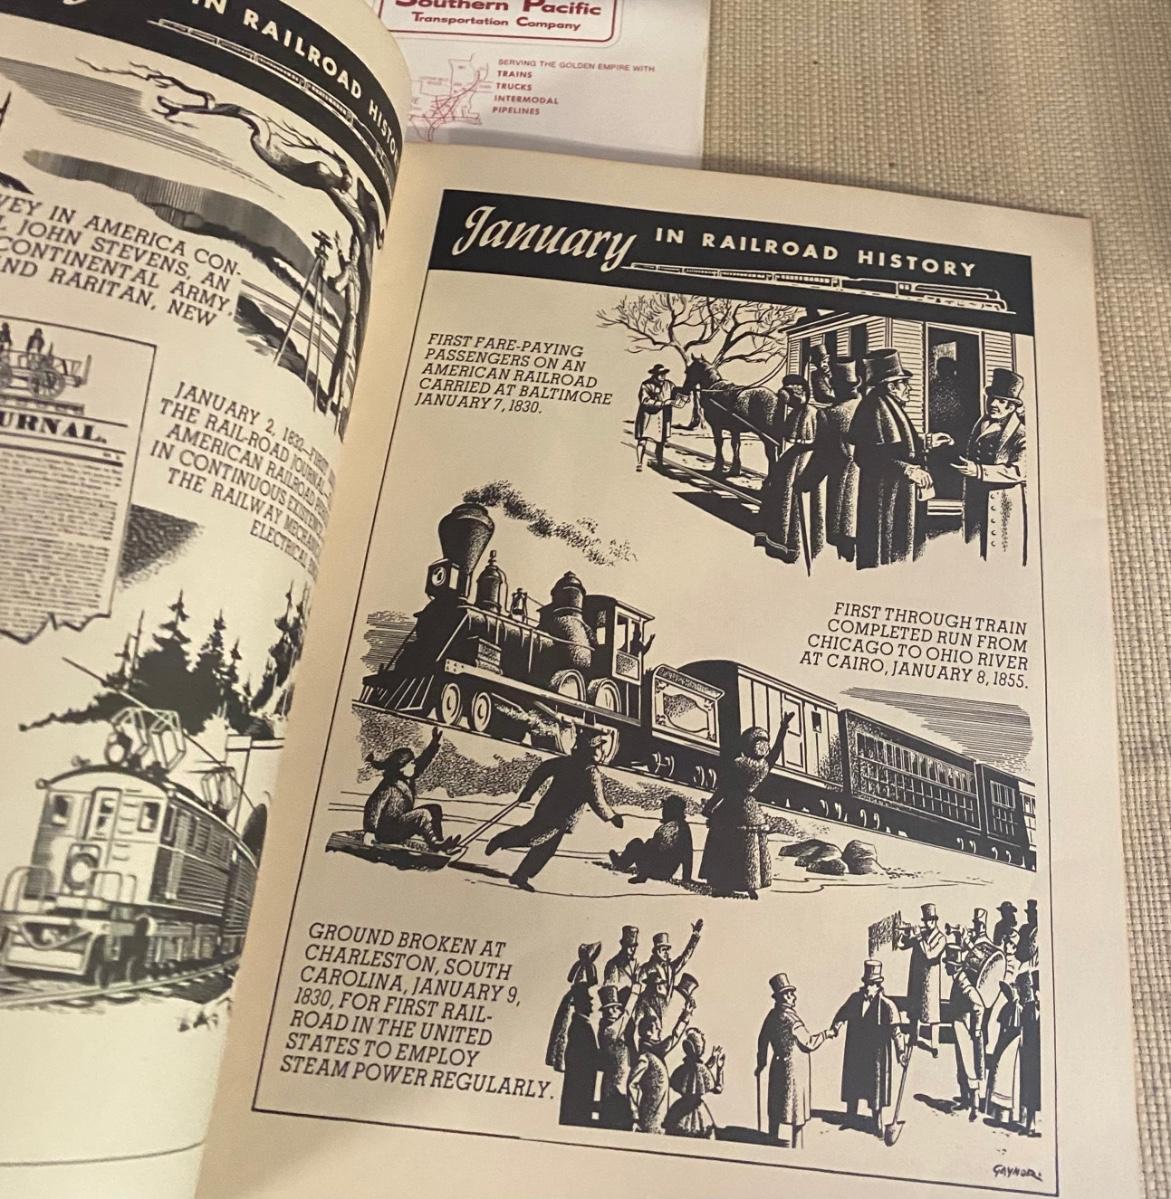 Southern Pacific
Transportation Company
SERVING THE GOLDEN EMPIRE WITH
TRAINS
TRUCKS
INTERMODAL
PIPELINES
IN RAILROAD HISTORY
IN AMERICA CON-
JOHN STEVENS, AN
CONTINENTAL ARMY,
RARITAN, NEW
JANUARY 2, 1832
THE RAIL-ROAD JOURNAL
AMERICAN RAILROAD
IN CONTINUOUS
THE RAILWAY
January IN RAILROAD HISTORY
FIRST FARE-PAYING
PASSENGERS ON AN
AMERICAN RAILROAD
CARRIED AT BALTIMORE
JANUARY 7, 1830.
FIRST THROUGH TRAIN
COMPLETED RUN FROM
CHICAGO TO OHIO RIVER
AT CAIRO, JANUARY 8, 1855.
GROUND BROKEN AT
CHARLESTON, SOUTH
CAROLINA, JANUARY 9,
1830, FOR FIRST RAIL-
ROAD IN THE UNITED
STATES TO EMPLOY
STEAM POWER REGULARLY.
GAYNOR.